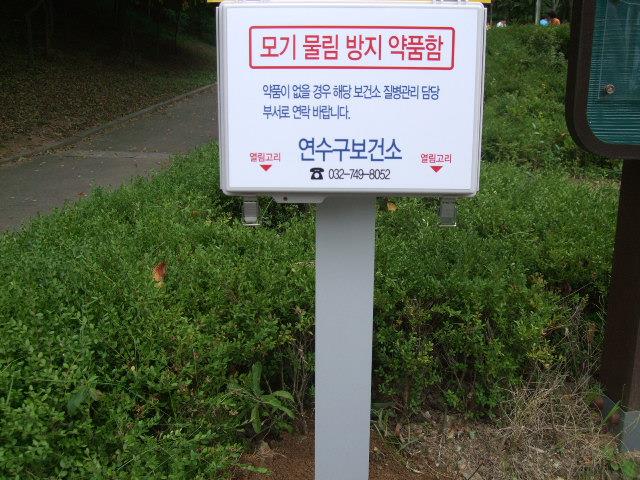 모기 물림 방지 약품함
약품이 없을 경우 해당 보건소 질병관리 담당
부서로 연락 바랍니다.
열림고리 연수구보건소 열림고리
☎ 032-749-8052